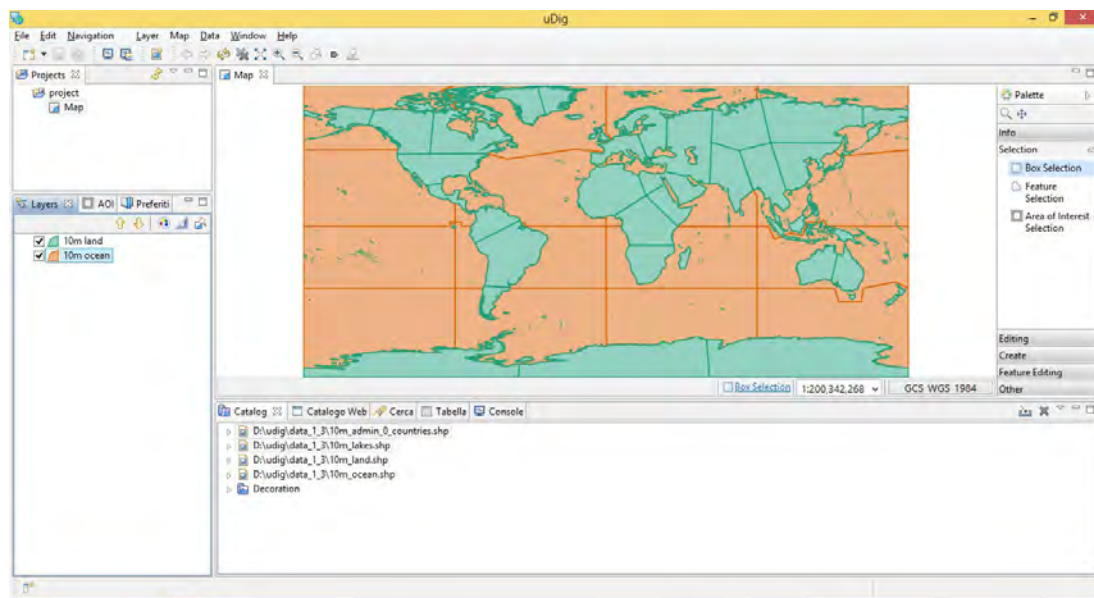 uDig
File Edit Navigation Layer Map Data Window Help
Projects
Map
project
Map
Palette
Info
Selection
Box Selection
Feature
Selection
Area of Interest
Selection
Layers AOI Preferiti
10m land
10m ocean
Editing
Create
Feature Editing
Other
Box Selection 1:200,342,268 GCS WGS 1984
Catalog Catalogo Web Cerca Tabella Console
D:\udig\data_1_3\10m_admin_0_countries.shp
D:\udig\data_1_3\10m_lakes.shp
D:\udig\data_1_3\10m_land.shp
D:\udig\data_1_3\10m_ocean.shp
Decoration